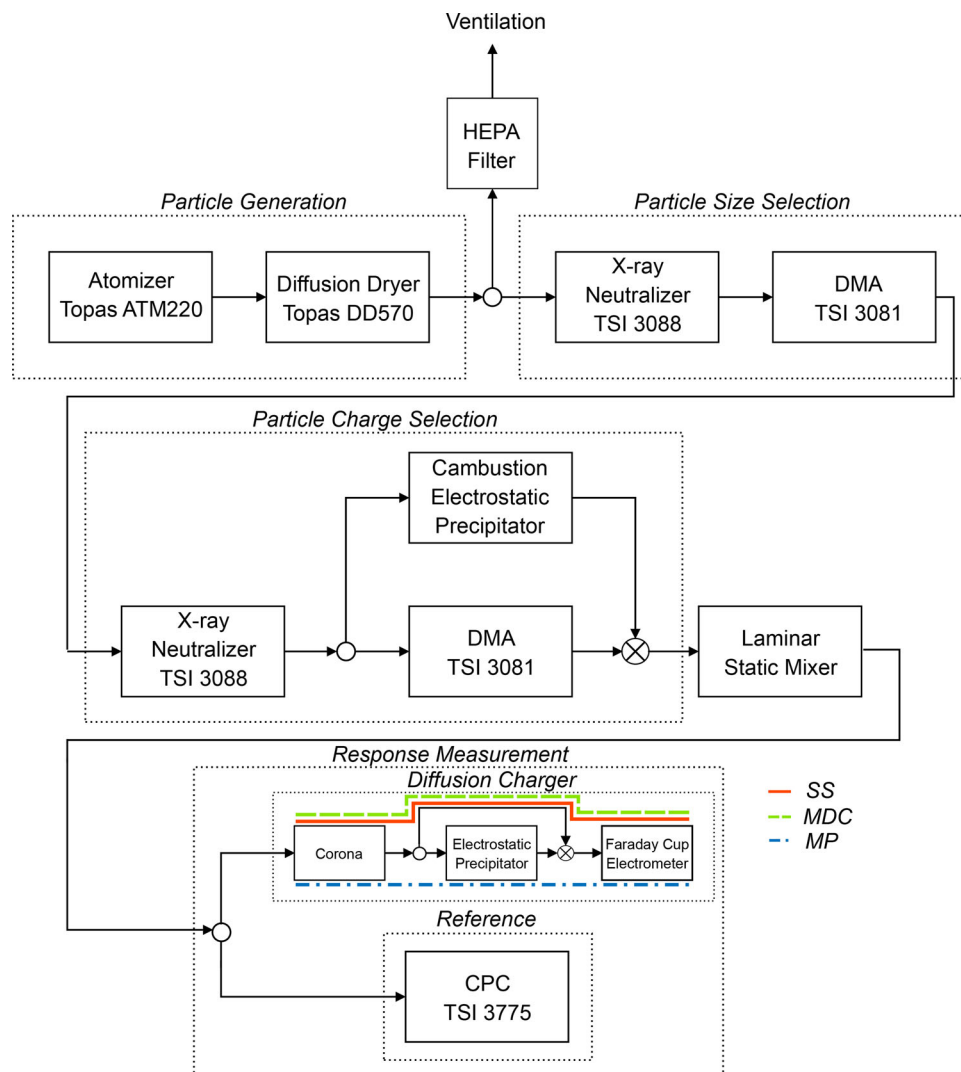 Ventilation
HEPA
Filter
Particle Generation
Particle Size Selection
Atomizer
Topas ATM220
Diffusion Dryer
Topas DD570
X-ray
Neutralizer
TSI 3088
DMA
TSI 3081
Particle Charge Selection
Cambustion
Electrostatic
Precipitator
X-ray
Neutralizer
TSI 3088
DMA
TSI 3081
Laminar
Static Mixer
Response Measurement
Diffusion Charger
Corona
Electrostatic
Precipitator
Faraday Cup
Electrometer
SS
MDC
MP
Reference
CPC
TSI 3775